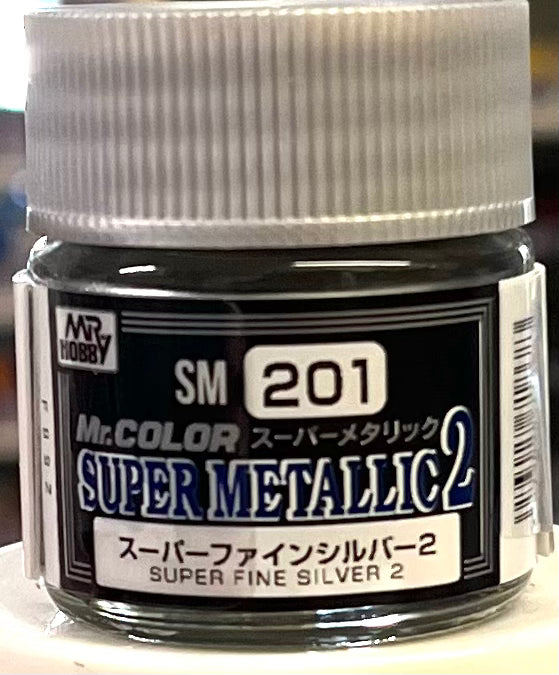 MR HOBBY
SM 201
Mr.COLOR スーパーメタリック
SUPER METALLIC 2
スーパーファインシルバー2
SUPER FINE SILVER 2